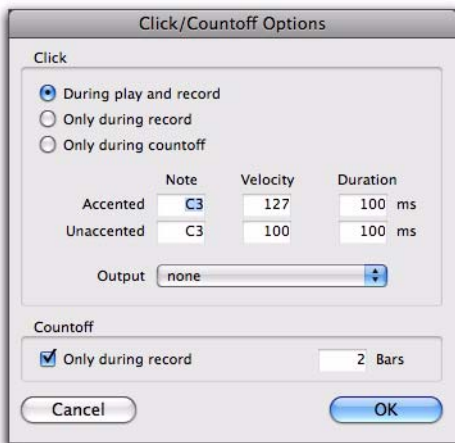 Click/Countoff Options
Click
During play and record
Only during record
Only during countoff
Note Velocity Duration
Accented C3 127 100 ms
Unaccented C3 100 100 ms
Output none
Countoff
Only during record 2 Bars
Cancel OK